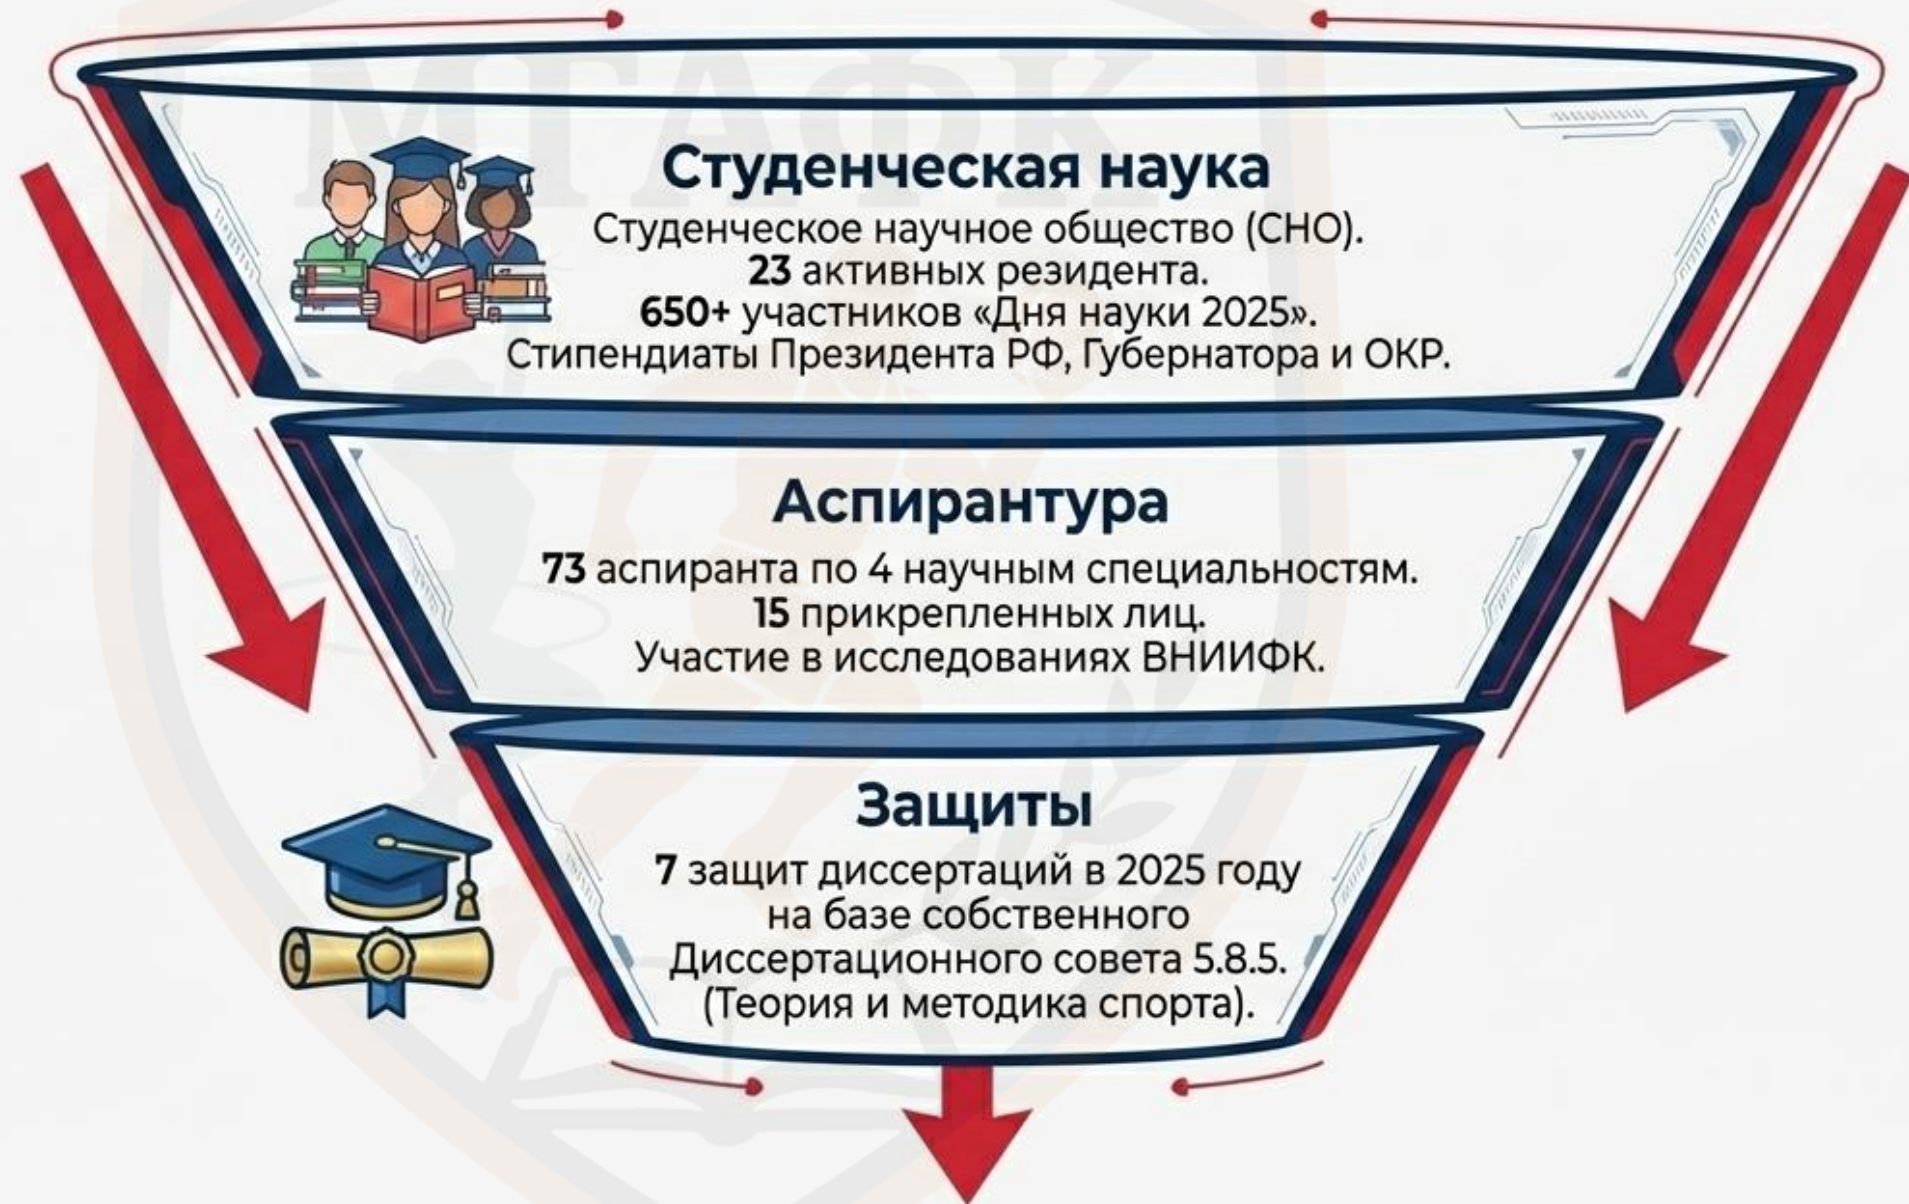 МГАФК
Студенческая наука
Студенческое научное общество (СНО).
23 активных резидента.
650+ участников «Дня науки 2025».
Стипендиаты Президента РФ, Губернатора и ОКР.
Аспирантура
73 аспиранта по 4 научным специальностям.
15 прикрепленных лиц.
Участие в исследованиях ВНИИФК.
Защиты
7 защит диссертаций в 2025 году
на базе собственного
Диссертационного совета 5.8.5.
(Теория и методика спорта).